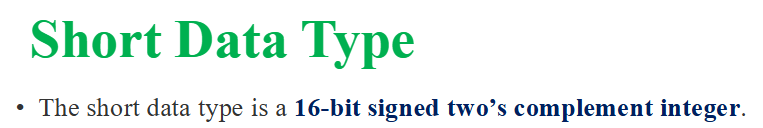 Short Data Type
• The short data type is a 16-bit signed two’s complement integer.